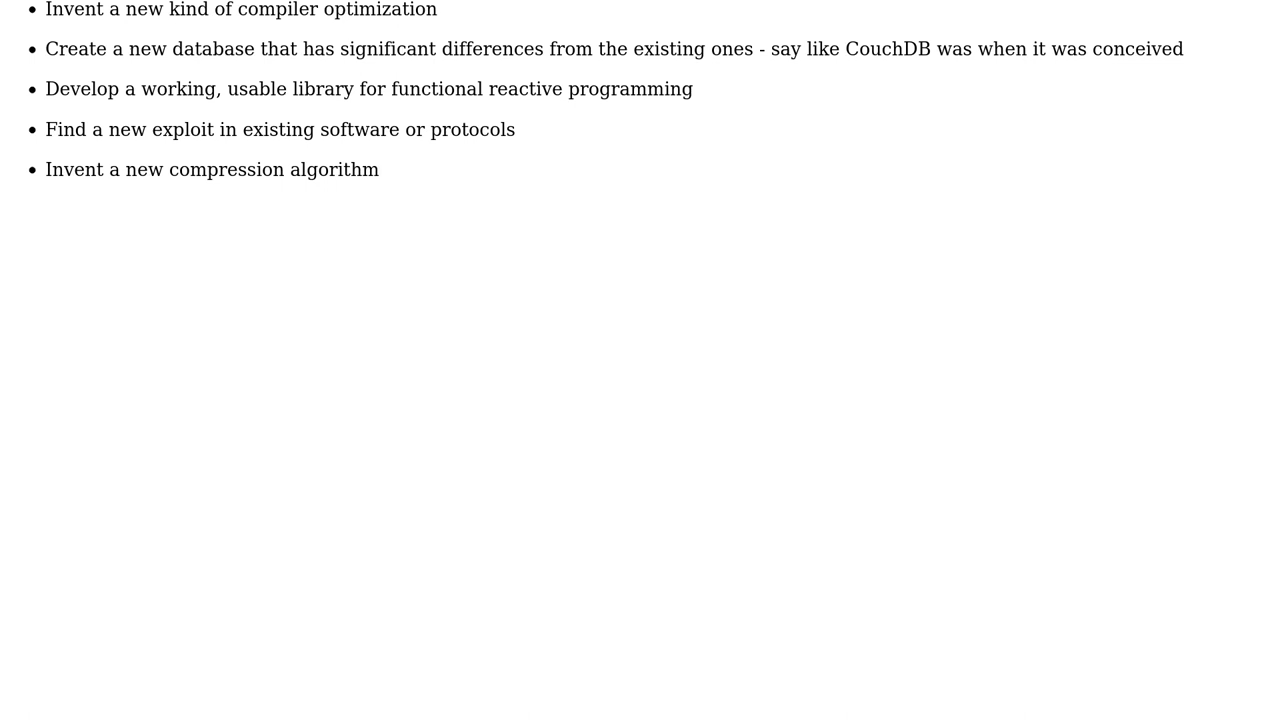 • Invent a new kind of compiler optimization
• Create a new database that has significant differences from the existing ones - say like CouchDB was when it was conceived
• Develop a working, usable library for functional reactive programming
• Find a new exploit in existing software or protocols
• Invent a new compression algorithm